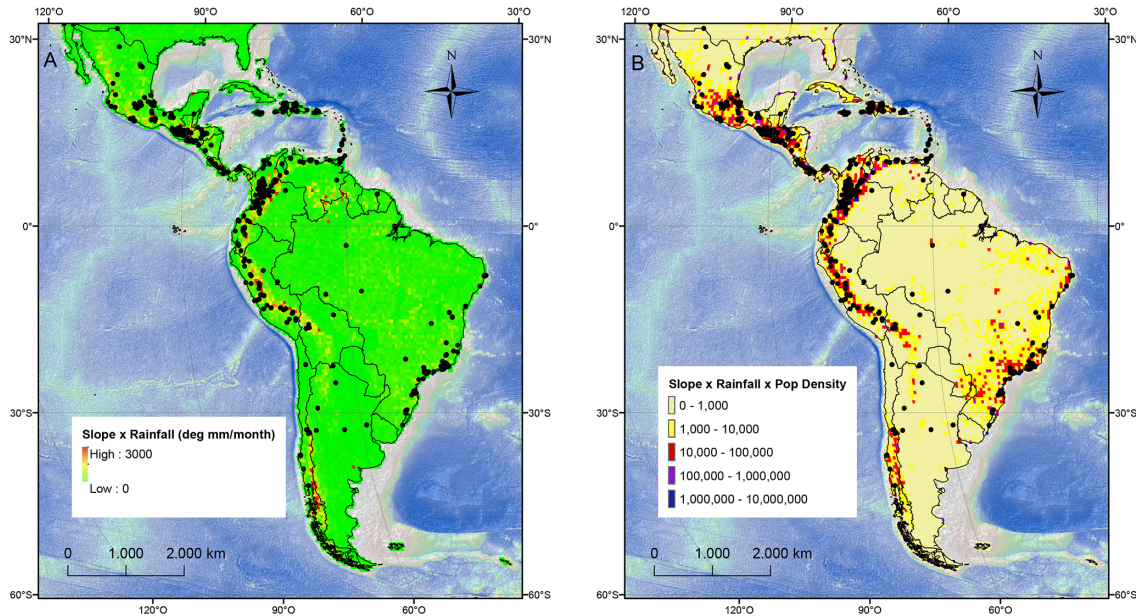 120°W 90°W 60°W 30°O
30°N
A
N
0°
0°
30°S
30°S
Slope x Rainfall (deg mm/month)
High : 3000
Low : 0
0 1.000 2.000 km
60°S
60°S
120°W 90°W 60°W
120°W 90°W 60°W 30°O
30°N
30°N
B
N
0°
0°
30°S
30°S
Slope x Rainfall x Pop Density
0 - 1,000
1,000 - 10,000
10,000 - 100,000
100,000 - 1,000,000
1,000,000 - 10,000,000
0 1.000 2.000 km
60°S
60°S
120°W 90°W 60°W